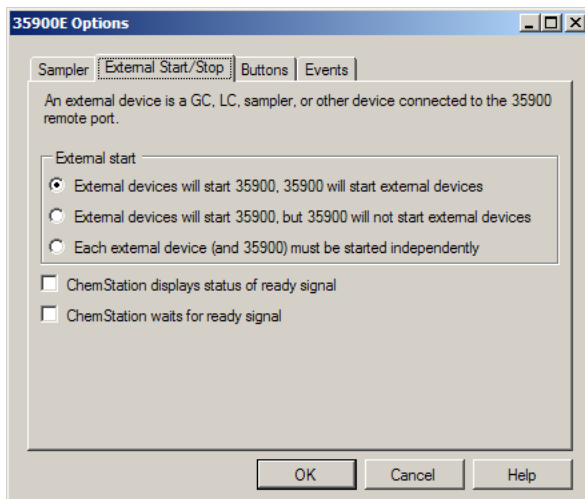 35900E Options
Sampler External Start/Stop Buttons Events
An external device is a GC, LC, sampler, or other device connected to the 35900
remote port.
External start
External devices will start 35900, 35900 will start external devices
External devices will start 35900, but 35900 will not start external devices
Each external device (and 35900) must be started independently
ChemStation displays status of ready signal
ChemStation waits for ready signal
OK Cancel Help